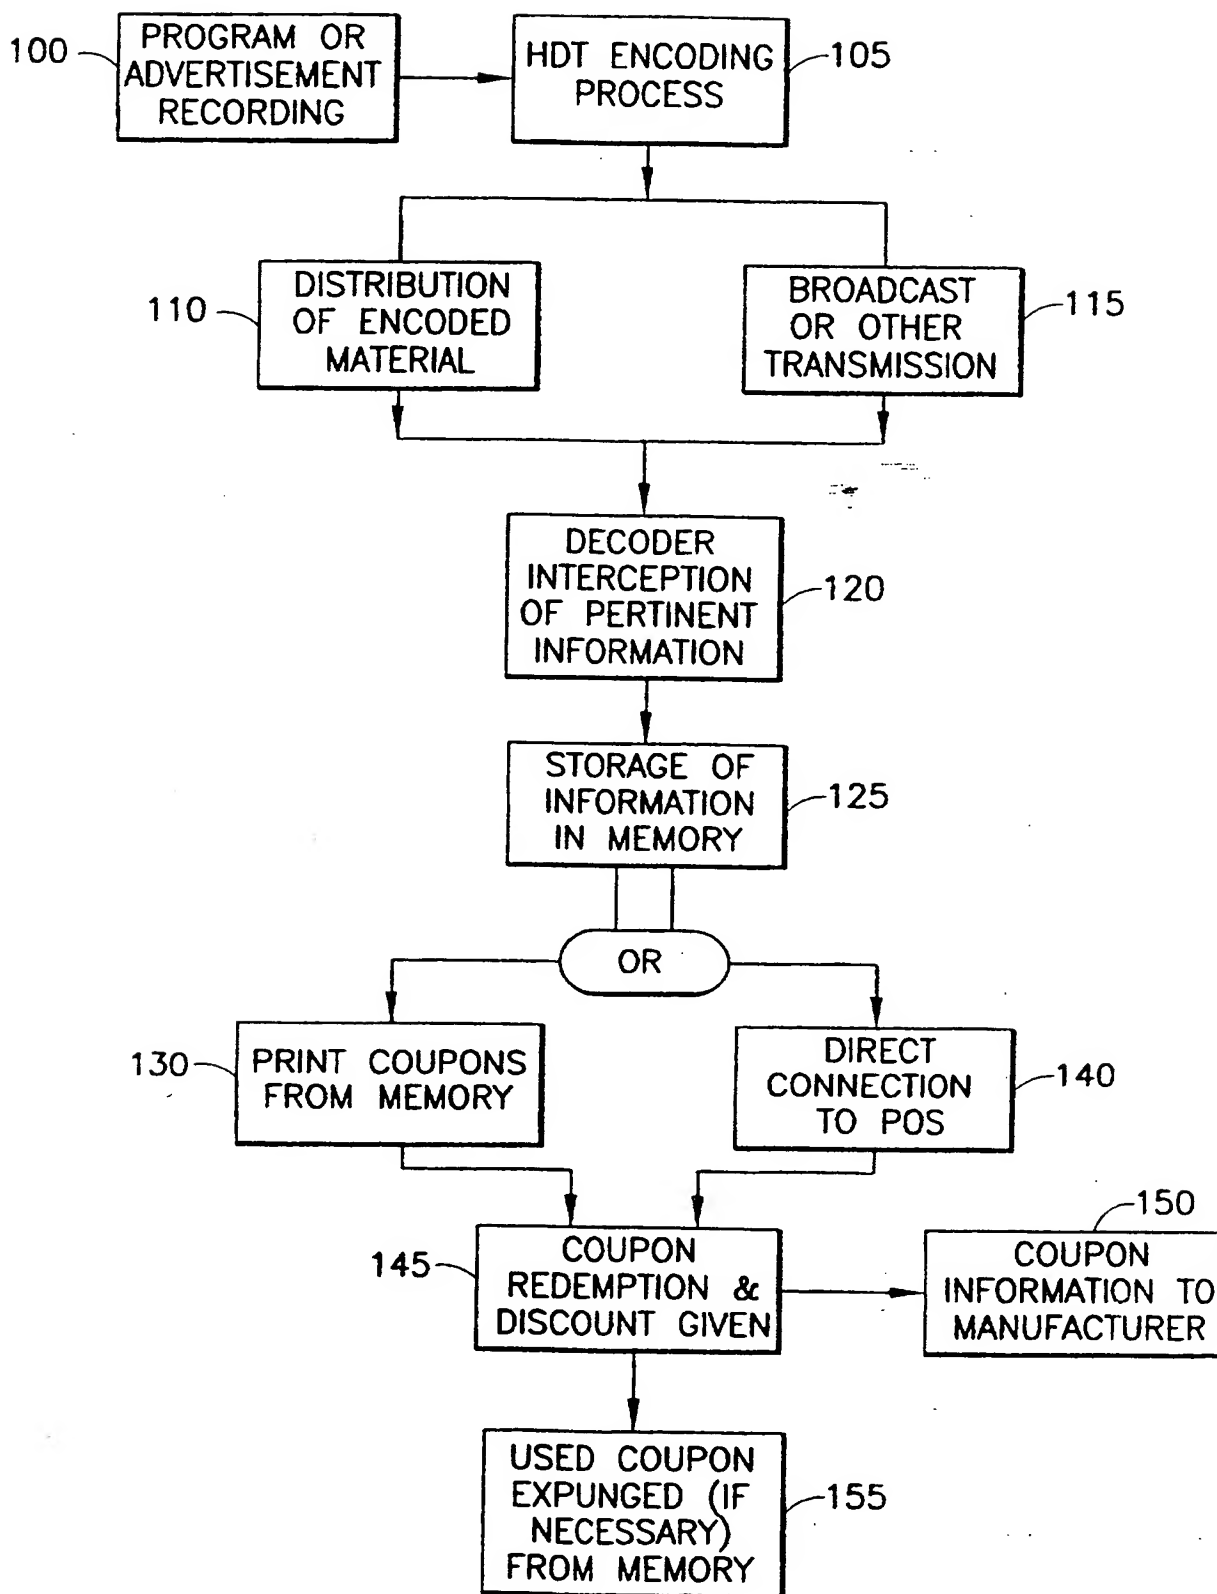 100
PROGRAM OR
ADVERTISEMENT
RECORDING
HDT ENCODING
PROCESS
105
110
DISTRIBUTION
OF ENCODED
MATERIAL
BROADCAST
OR OTHER
TRANSMISSION
115
DECODER
INTERCEPTION
OF PERTINENT
INFORMATION
120
STORAGE OF
INFORMATION
IN MEMORY
125
OR
130
PRINT COUPONS
FROM MEMORY
DIRECT
CONNECTION
TO POS
140
145
COUPON
REDEMPTION &
DISCOUNT GIVEN
150
COUPON
INFORMATION TO
MANUFACTURER
USED COUPON
EXPUNGED (IF
NECESSARY)
FROM MEMORY
155